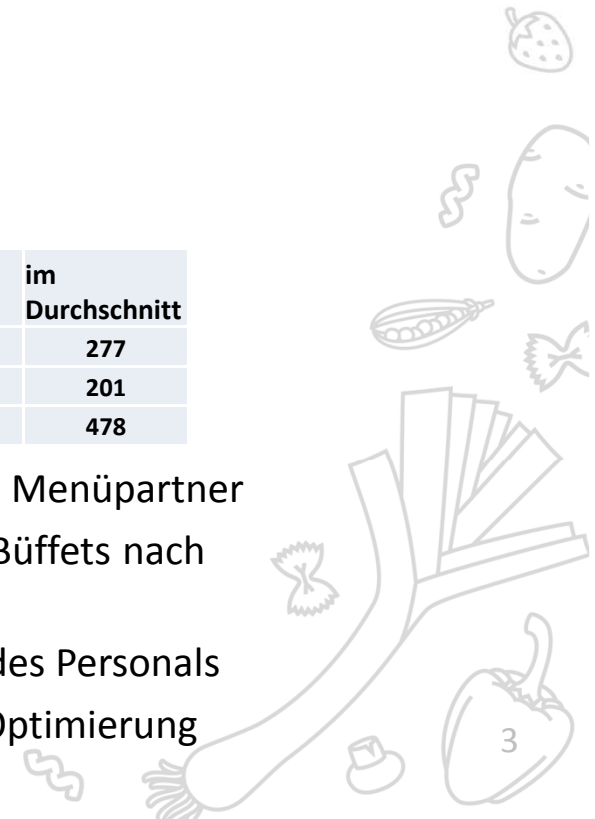 im
Durchschnitt
277
201
478
Menüpartner
Büffets nach
des Personals
Optimierung
3